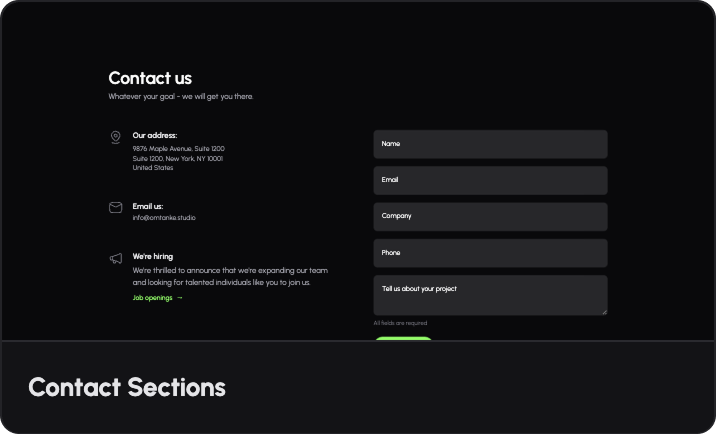 Contact us
Whatever your goal - we will get you there.
Our address:
9876 Maple Avenue, Suite 1200
Suite 1200, New York, NY 10001
United States
Email us:
info@omtanke.studio
We're hiring
We're thrilled to announce that we're expanding our team
and looking for talented individuals like you to join us.
Job openings →
Name
Email
Company
Phone
Tell us about your project
All fields are required
Contact Sections